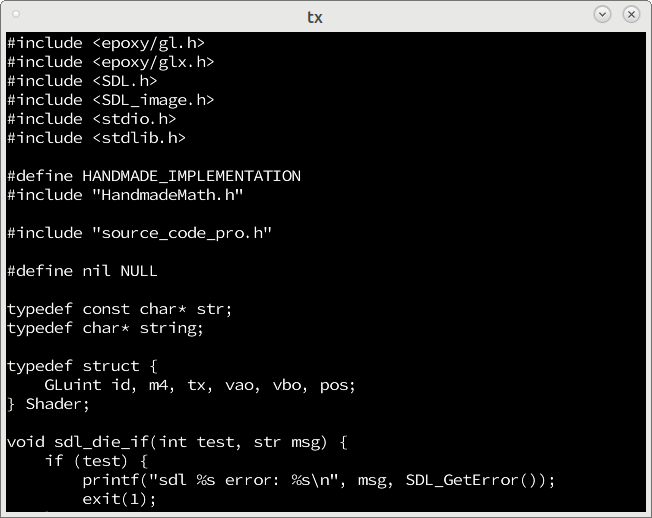 tx
#include <epoxy/gl.h>
#include <epoxy/glx.h>
#include <SDL.h>
#include <SDL_image.h>
#include <stdio.h>
#include <stdlib.h>

#define HANDMADE_IMPLEMENTATION
#include "HandmadeMath.h"

#include "source_code_pro.h"

#define nil NULL

typedef const char* str;
typedef char* string;

typedef struct {
    GLuint id, m4, tx, vao, vbo, pos;
} Shader;

void sdl_die_if(int test, str msg) {
    if (test) {
        printf("sdl %s error: %s\n", msg, SDL_GetError());
        exit(1);